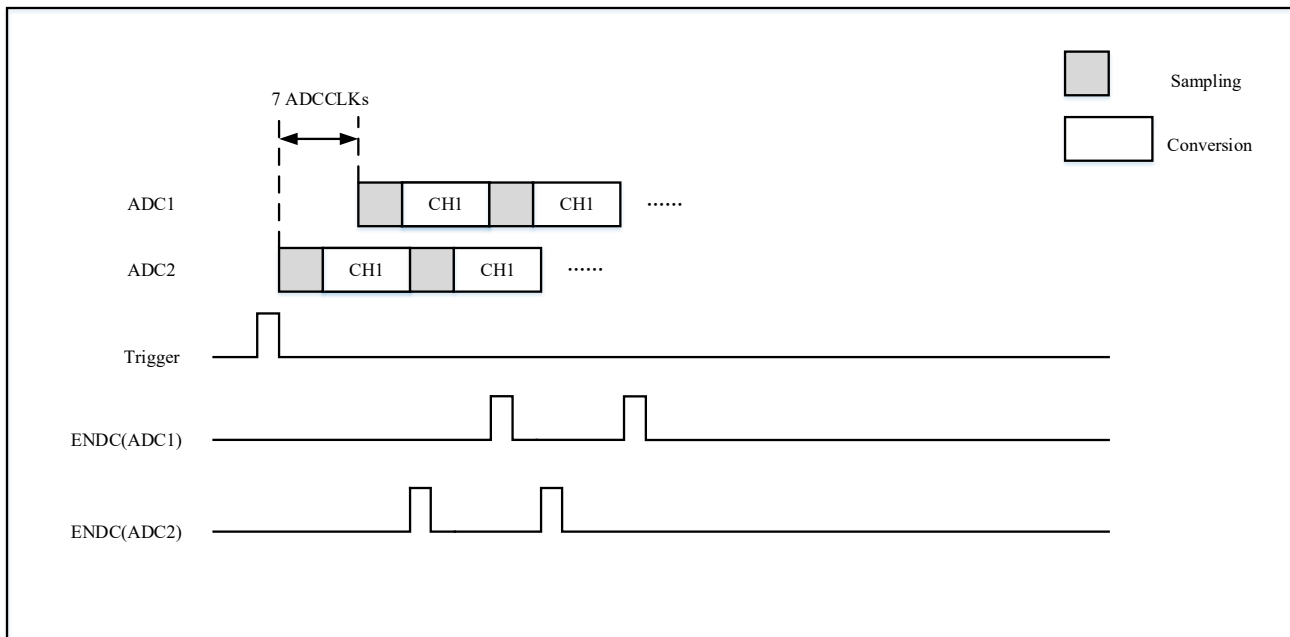 Sampling
7 ADCCLKs
Conversion
ADC1
CH1
CH1
······
ADC2
CH1
CH1
······
Trigger
ENDC(ADC1)
ENDC(ADC2)